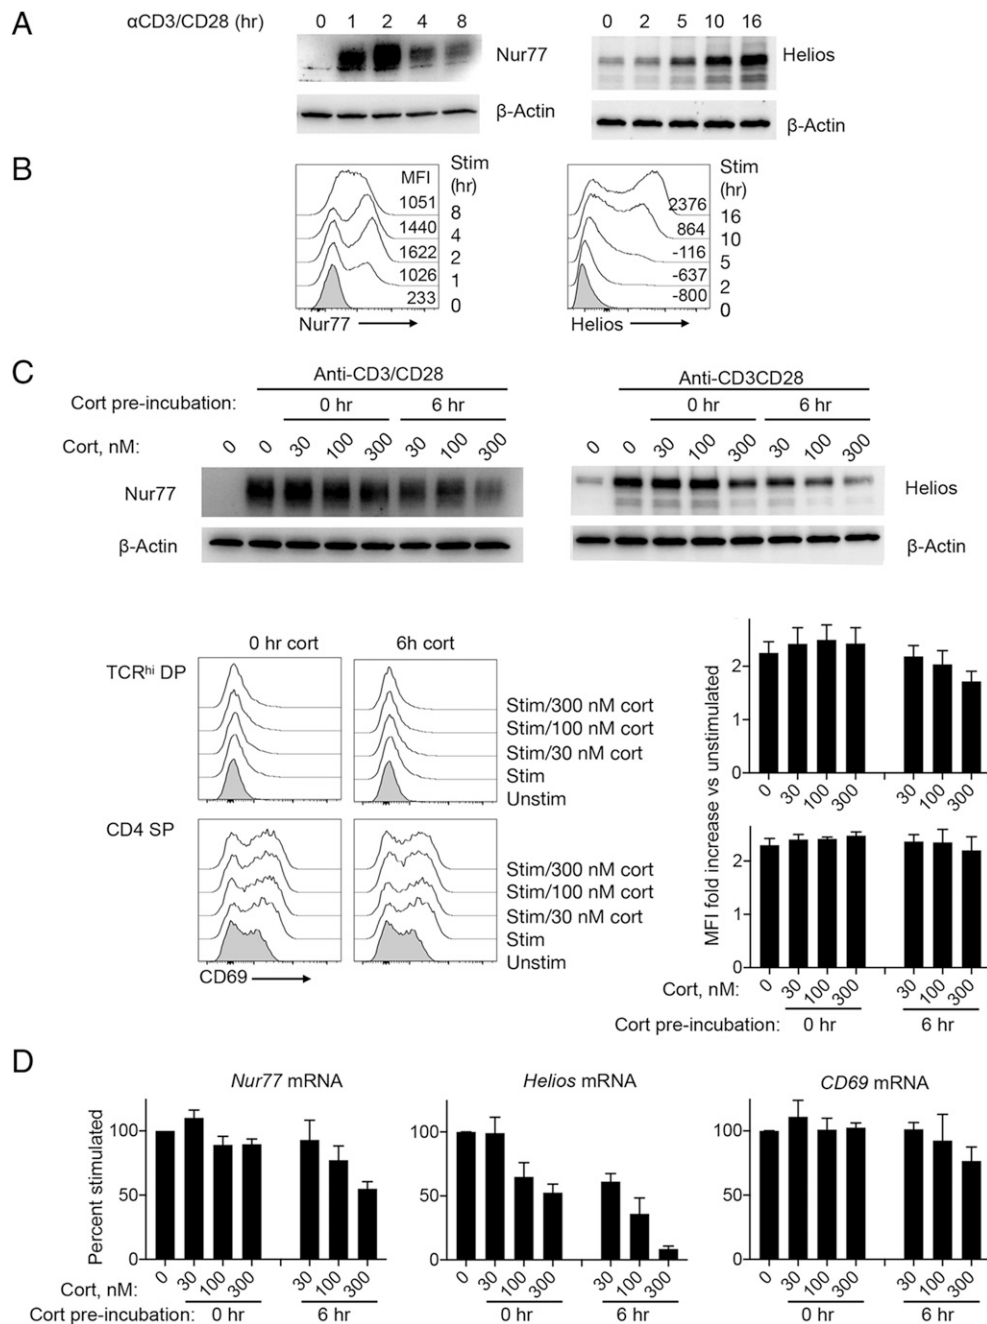 A
αCD3/CD28 (hr) 0 1 2 4 8 0 2 5 10 16
Nur77 Helios
β-Actin β-Actin
B
MFI Stim (hr) Stim (hr)
1051 8 2376 16
1440 4 864 10
1622 2 -116 5
1026 1 -637 2
233 0 -800 0
Nur77 Helios
C
Anti-CD3/CD28 Anti-CD3CD28
Cort pre-incubation: 0 hr 6 hr 0 hr 6 hr
Cort, nM: 0 0 30 100 300 30 100 300 0 0 30 100 300 30 100 300
Nur77 Helios
β-Actin β-Actin
0 hr cort 6h cort
TCRhi DP
Stim/300 nM cort
Stim/100 nM cort
Stim/30 nM cort
Stim
Unstim
CD4 SP
Stim/300 nM cort
Stim/100 nM cort
Stim/30 nM cort
Stim
Unstim
CD69
MFI fold increase vs unstimulated
2
1
0
0 30 100 300 30 100 300
2
1
0
0 30 100 300 30 100 300
Cort, nM:
Cort pre-incubation: 0 hr 6 hr
D
Nur77 mRNA Helios mRNA CD69 mRNA
Percent stimulated
100 100 100
50 50 50
0 0 0
Cort, nM: 0 30 100 300 30 100 300 0 30 100 300 30 100 300 0 30 100 300 30 100 300
Cort pre-incubation: 0 hr 6 hr 0 hr 6 hr 0 hr 6 hr